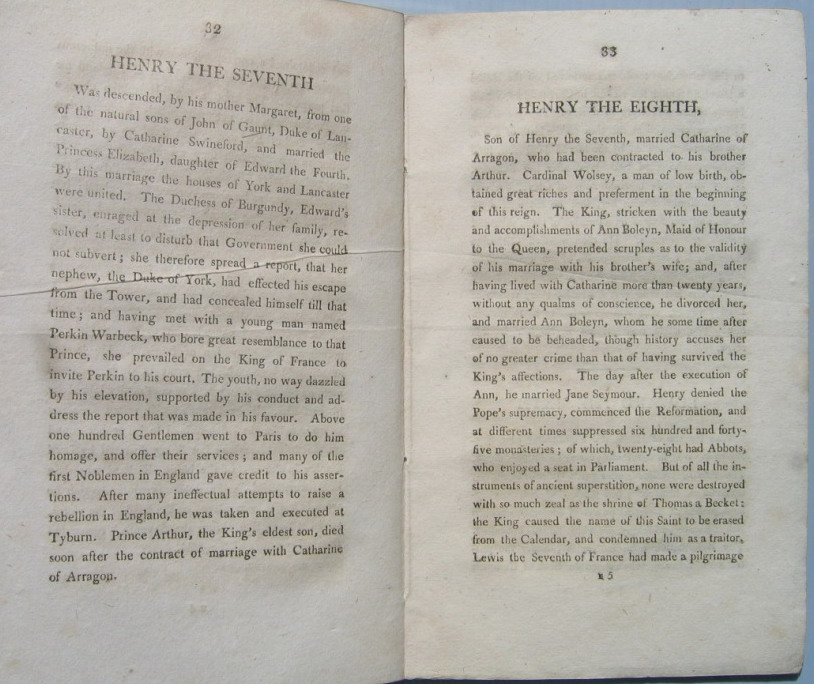 32
HENRY THE SEVENTH
Was descended, by his mother Margaret, from one
of the natural sons of John of Gaunt, Duke of Lan-
caster, by Catharine Swineford, and married the
Princess Elizabeth, daughter of Edward the Fourth.
By this marriage the houses of York and Lancaster
were united. The Duchess of Burgundy, Edward's
sister, enraged at the depression of her family, re-
solved at least to disturb that Government she could
not subvert; she therefore spread a report, that her
nephew, the Duke of York, had effected his escape
from the Tower, and had concealed himself till that
time; and having met with a young man named
Perkin Warbeck, who bore great resemblance to that
Prince, she prevailed on the King of France to
invite Perkin to his court. The youth, no way dazzled
by his elevation, supported by his conduct and ad-
dress the report that was made in his favour. Above
one hundred Gentlemen went to Paris to do him
homage, and offer their services; and many of the
first Noblemen in England gave credit to his asser-
tions. After many ineffectual attempts to raise a
rebellion in England, he was taken and executed at
Tyburn. Prince Arthur, the King's eldest son, died
soon after the contract of marriage with Catharine
of Arragon.
33
HENRY THE EIGHTH,
Son of Henry the Seventh, married Catharine of
Arragon, who had been contracted to his brother
Arthur. Cardinal Wolsey, a man of low birth, ob-
tained great riches and preferment in the beginning
of this reign. The King, stricken with the beauty
and accomplishments of Ann Boleyn, Maid of Honour
to the Queen, pretended scruples as to the validity
of his marriage with his brother's wife; and, after
having lived with Catharine more than twenty years,
without any qualms of conscience, he divorced her,
and married Ann Boleyn, whom he some time after
caused to be beheaded, though history accuses her
of no greater crime than that of having survived the
King's affections. The day after the execution of
Ann, he married Jane Seymour. Henry denied the
Pope's supremacy, commenced the Reformation, and
at different times suppressed six hundred and forty-
five monasteries; of which, twenty-eight had Abbots,
who enjoyed a seat in Parliament. But of all the in-
struments of ancient superstition, none were destroyed
with so much zeal as the shrine of Thomas a Becket:
the King caused the name of this Saint to be erased
from the Calendar, and condemned him as a traitor.
Lewis the Seventh of France had made a pilgrimage
B 5